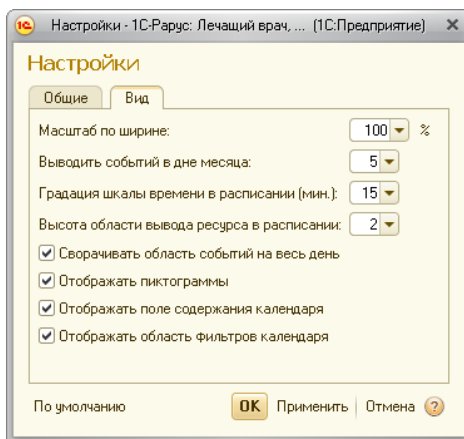 Настройки - 1С-Рарус: Лечащий врач, ... (1С:Предприятие)
Настройки
Общие Вид
Масштаб по ширине: 100 %
Выводить событий в дне месяца: 5
Градация шкалы времени в расписании (мин.): 15
Высота области вывода ресурса в расписании: 2
Сворачивать область событий на весь день
Отображать пиктограммы
Отображать поле содержания календаря
Отображать область фильтров календаря
По умолчанию OK Применить Отмена ?